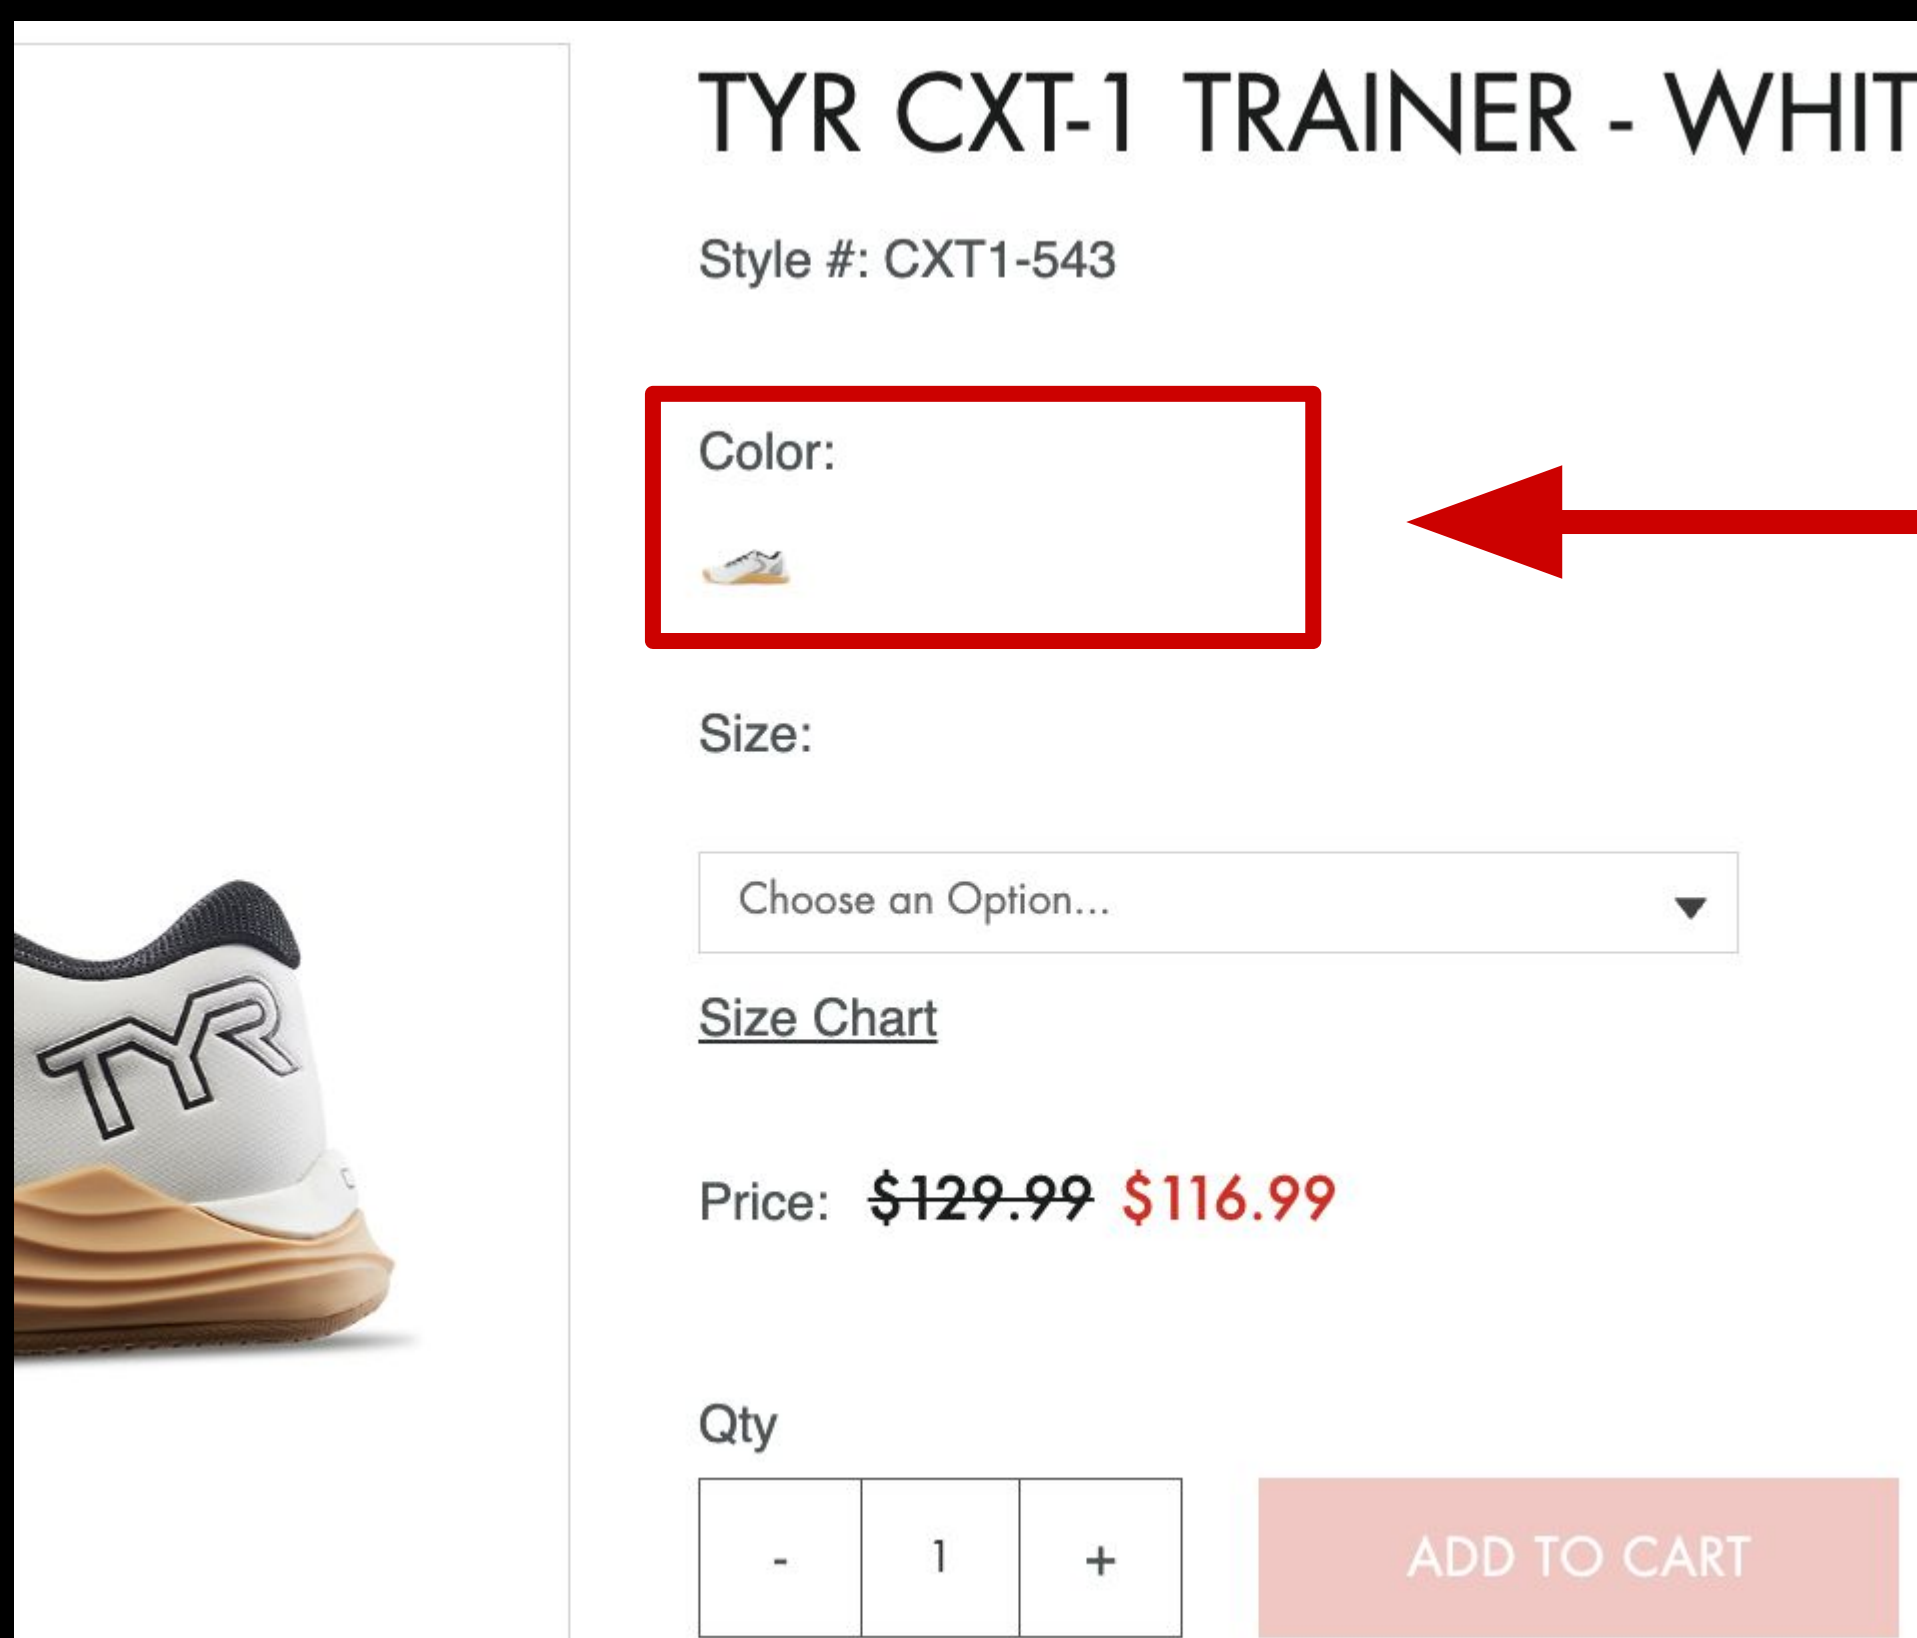 TYR CXT-1 TRAINER - WHIT
Style #: CXT1-543
Color:
Size:
Choose an Option...
Size Chart
TYR
Price: $129.99 $116.99
Qty
- 1 +
ADD TO CART